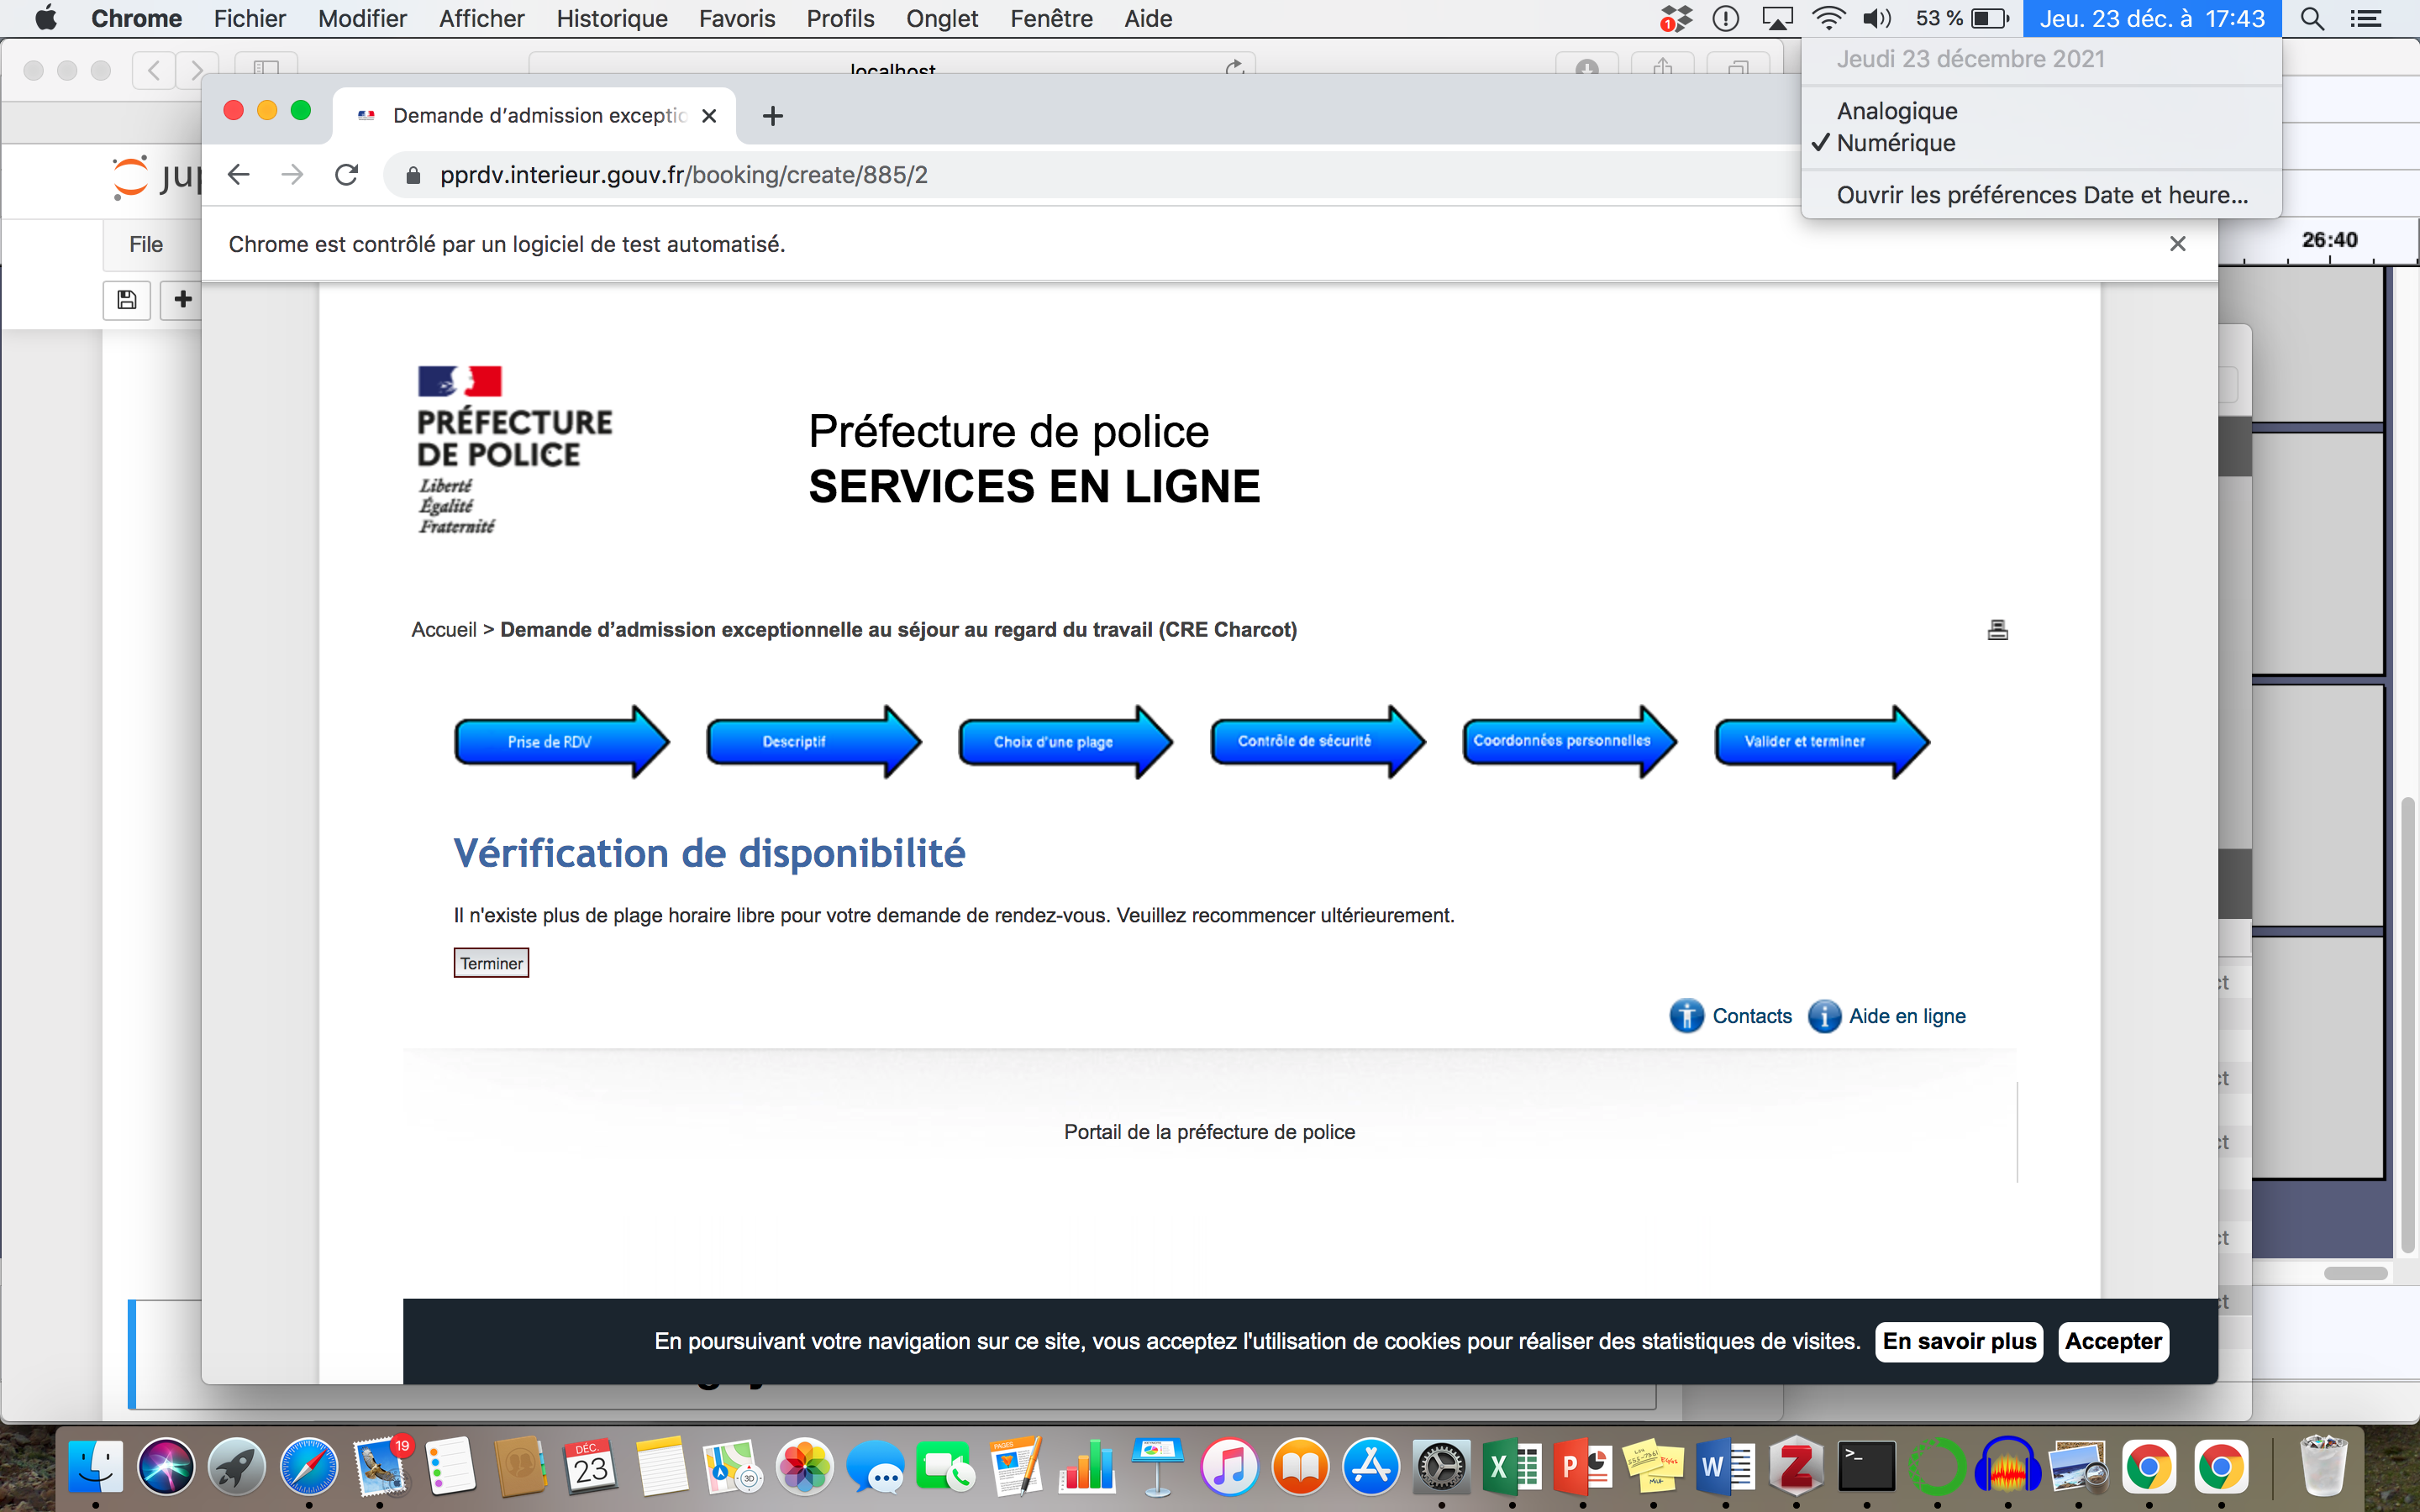 Chrome Fichier Modifier Afficher Historique Favoris Profils Onglet Fenêtre Aide 1 53 % Jeu. 23 déc. à 17:43
Jeudi 23 décembre 2021
Analogique
✓ Numérique
Ouvrir les préférences Date et heure...
localhost
Demande d'admission exceptio
pprdv.interieur.gouv.fr/booking/create/885/2
File
26:40
Chrome est contrôlé par un logiciel de test automatisé.
PRÉFECTURE
DE POLICE
Liberté
Égalité
Fraternité
Préfecture de police
SERVICES EN LIGNE
Accueil > Demande d'admission exceptionnelle au séjour au regard du travail (CRE Charcot)
Prise de RDV
Descriptif
Choix d'une plage
Contrôle de sécurité
Coordonnées personnelles
Valider et terminer
Vérification de disponibilité
Il n'existe plus de plage horaire libre pour votre demande de rendez-vous. Veuillez recommencer ultérieurement.
Terminer
Contacts
Aide en ligne
Portail de la préfecture de police
En poursuivant votre navigation sur ce site, vous acceptez l'utilisation de cookies pour réaliser des statistiques de visites. En savoir plus Accepter
19
DÉC.
23
3D
PAGES